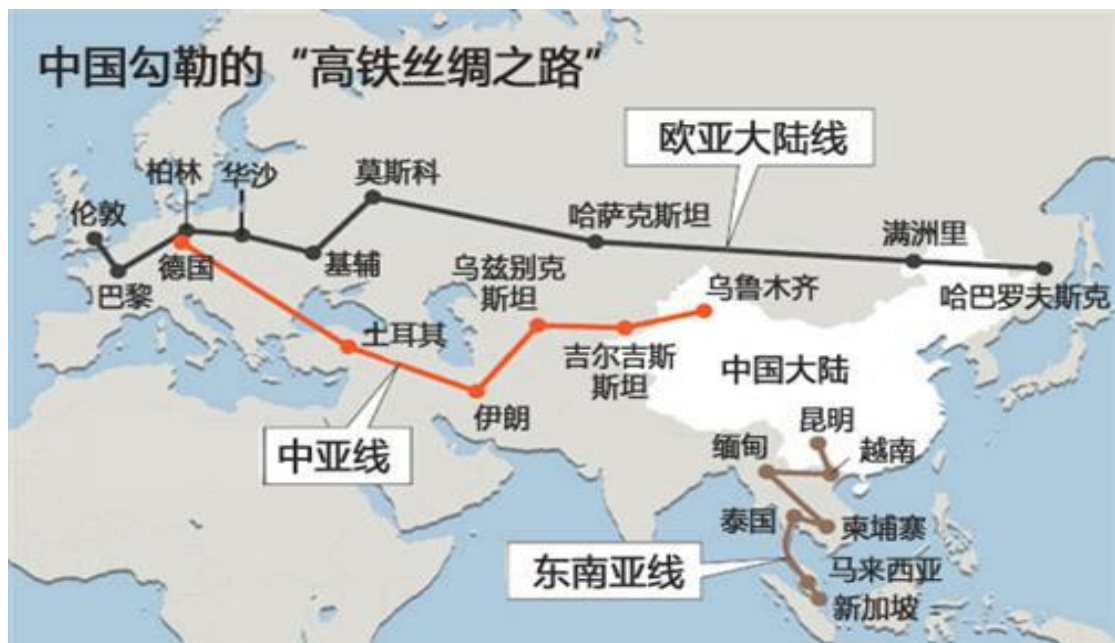 中国勾勒的“高铁丝绸之路”
欧亚大陆线
柏林
华沙
莫斯科
伦敦
哈萨克斯坦
满洲里
德国
基辅
乌兹别克
斯坦
乌鲁木齐
巴黎
哈巴罗夫斯克
土耳其
吉尔吉斯
斯坦
中国大陆
伊朗
昆明
中亚线
缅甸
越南
泰国
柬埔寨
东南亚线
马来西亚
新加坡